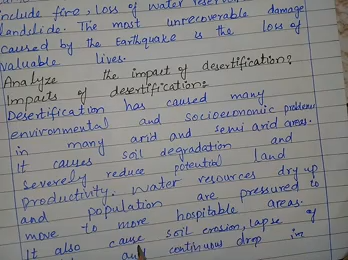 include fire, loss of water reser
landslide. The most unrecoverable damage
caused by the Earthquake is the loss of
valuable lives.
Analyze the impact of desertification?
Impacts of desertification:
Desertification has caused many
environmental and socioeconomic problems
in many arid and semi arid areas.
It causes soil degradation and
severely reduce potential land
productivity. Water resources dry up
and population are pressured to
move to more hospitable areas.
It also cause soil erosion, lapse of
and continuous drop in